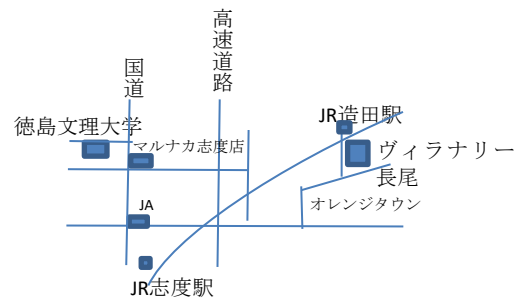 高速道路
国道
JR造田駅
徳島文理大学
マルナカ志度店
ヴィラナリー
長尾
オレンジタウン
JA
JR志度駅